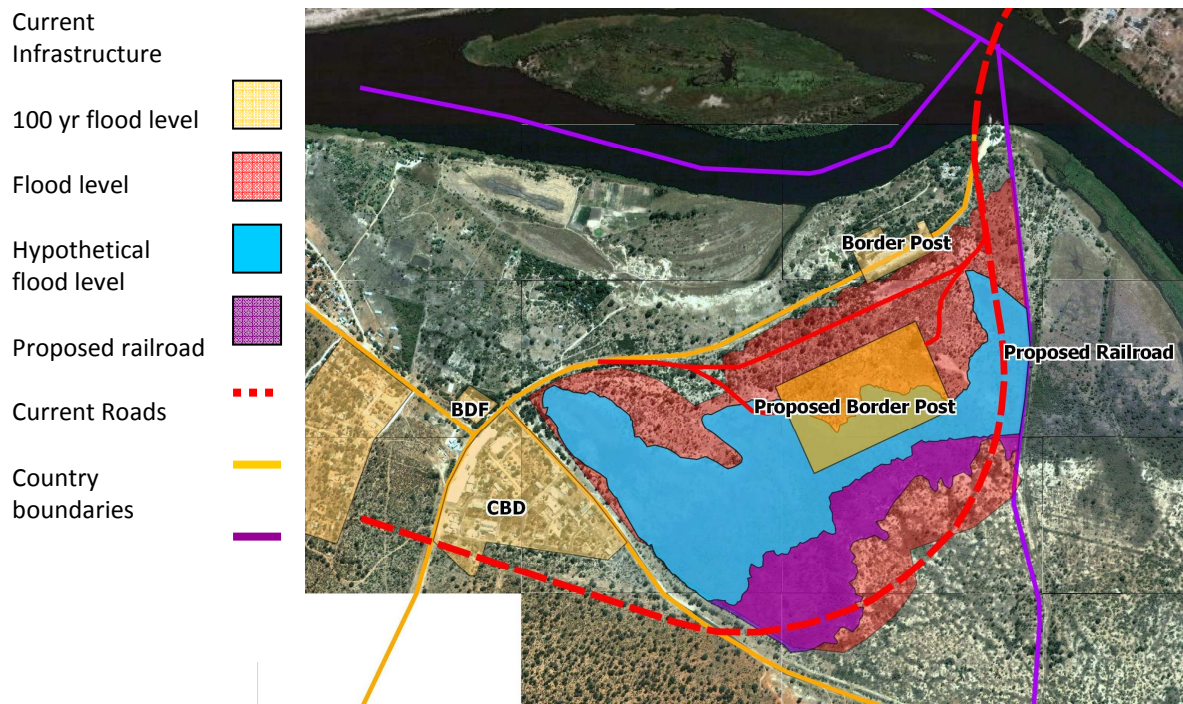 Current
Infrastructure
100 yr flood level
Flood level
Hypothetical
flood level
Proposed railroad
Current Roads
Country
boundaries
Border Post
Proposed Railroad
BDF
Proposed Border Post
CBD